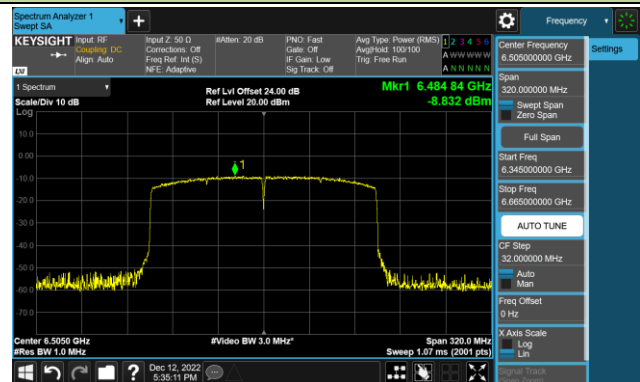 Spectrum Analyzer 1
Swept SA
Frequency
KEYSIGHT
Input: RF
Coupling: DC
Align: Auto
Input Z: 50 Ω
Corrections: Off
Freq Ref: Int (S)
NFE: Adaptive
#Atten: 20 dB
PNO: Fast
Gate: Off
IF Gain: Low
Sig Track: Off
Avg Type: Power (RMS)
Avg|Hold: 100/100
Trig: Free Run
1 2 3 4 5 6
A W W W W W
A N N N N N
LXI
1 Spectrum
Scale/Div 10 dB
Log
Ref Lvl Offset 24.00 dB
Ref Level 20.00 dBm
Mkr1 6.484 84 GHz
-8.832 dBm
10.0
0.00
-10.0
-20.0
-30.0
-40.0
-50.0
-60.0
-70.0
1
Center 6.5050 GHz
#Res BW 1.0 MHz
#Video BW 3.0 MHz*
Span 320.0 MHz
Sweep 1.07 ms (2001 pts)
Dec 12, 2022
5:35:11 PM
Center Frequency
6.505000000 GHz
Settings
Span
320.000000 MHz
Swept Span
Zero Span
Full Span
Start Freq
6.345000000 GHz
Stop Freq
6.665000000 GHz
AUTO TUNE
CF Step
32.000000 MHz
Auto
Man
Freq Offset
0 Hz
X Axis Scale
Log
Lin
Signal Track